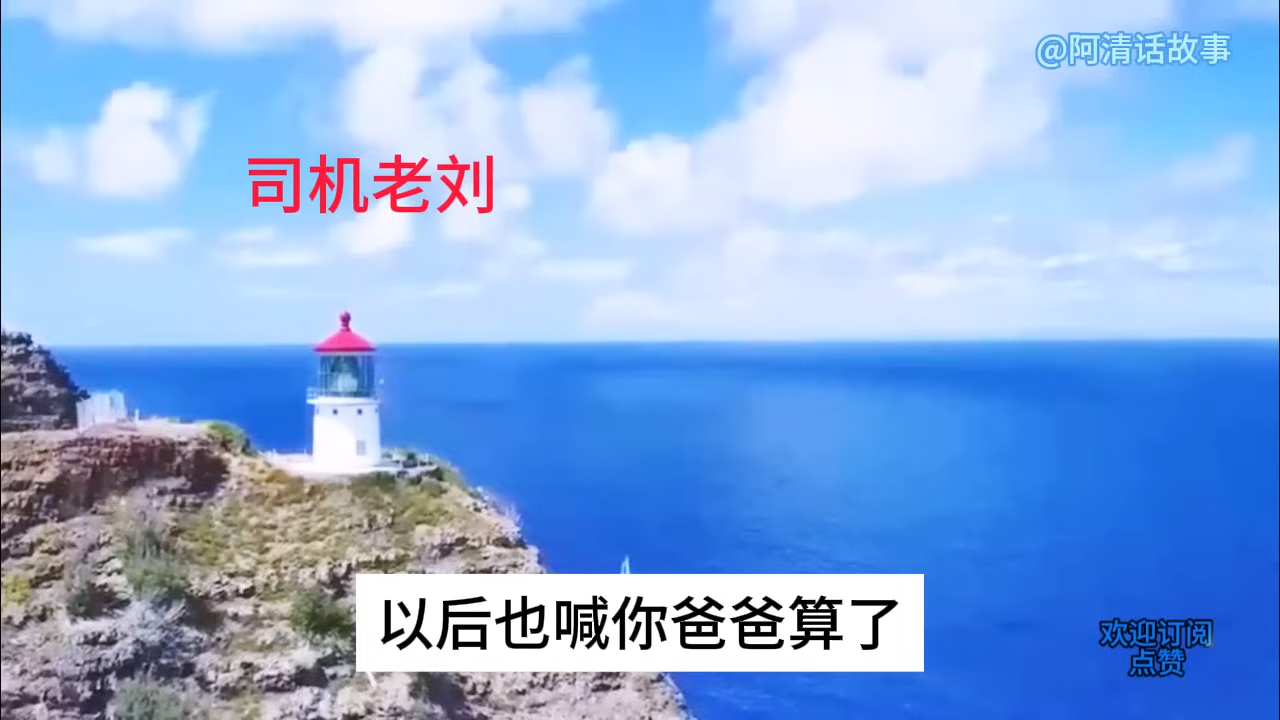 @阿清话故事
司机老刘
以后也喊你爸爸算了
欢迎订阅
点赞